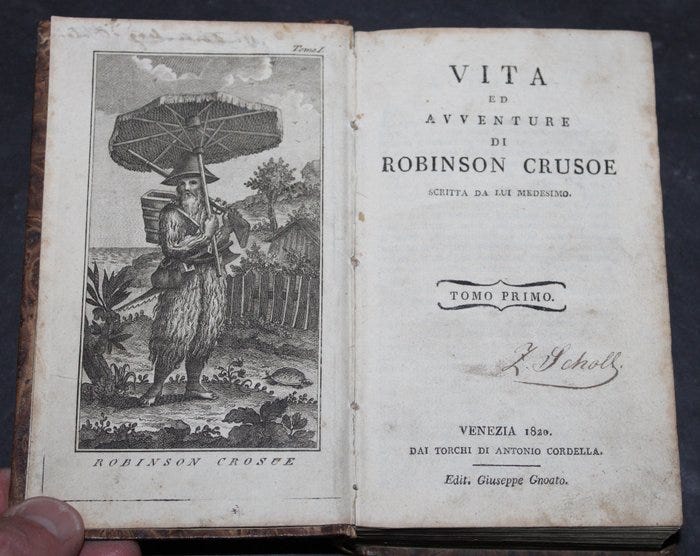 Tomo I.
ROBINSON CROSUE
VITA
ED
AVVENTURE
DI
ROBINSON CRUSOE
SCRITTA DA LUI MEDESIMO.
TOMO PRIMO.
Z. Scholl.
VENEZIA 1820.
DAI TORCHI DI ANTONIO CORDELLA.
Edit. Giuseppe Gnoato.